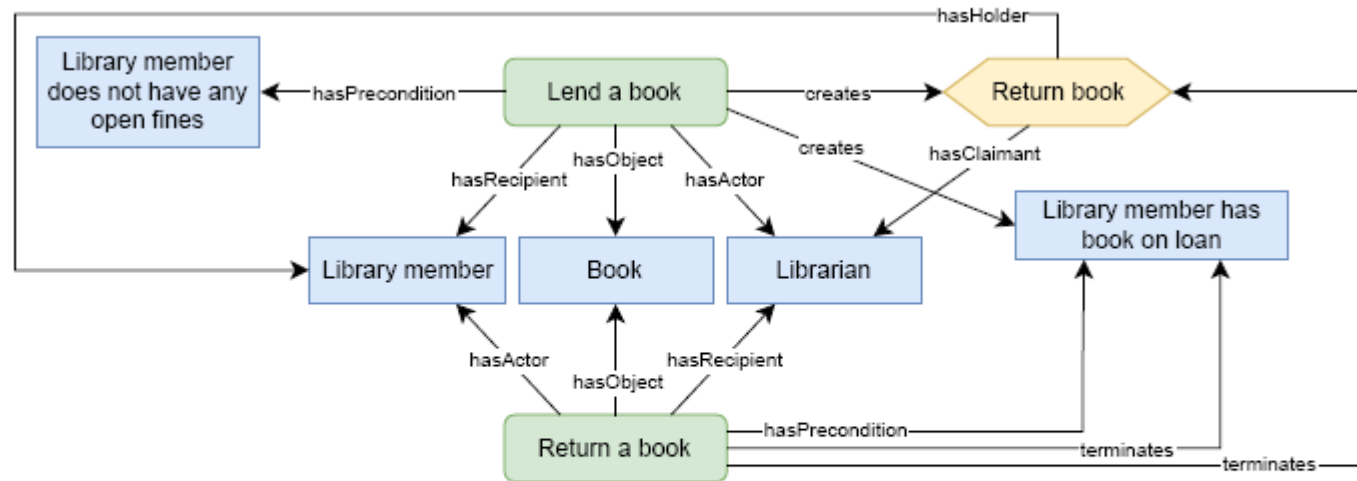 hasHolder
Library member
does not have any
open fines
hasPrecondition
Lend a book
creates
Return book
creates
hasClaimant
hasObject
hasRecipient
hasActor
Library member has
book on loan
Library member
Book
Librarian
hasActor
hasObject
hasRecipient
Return a book
hasPrecondition
terminates
terminates